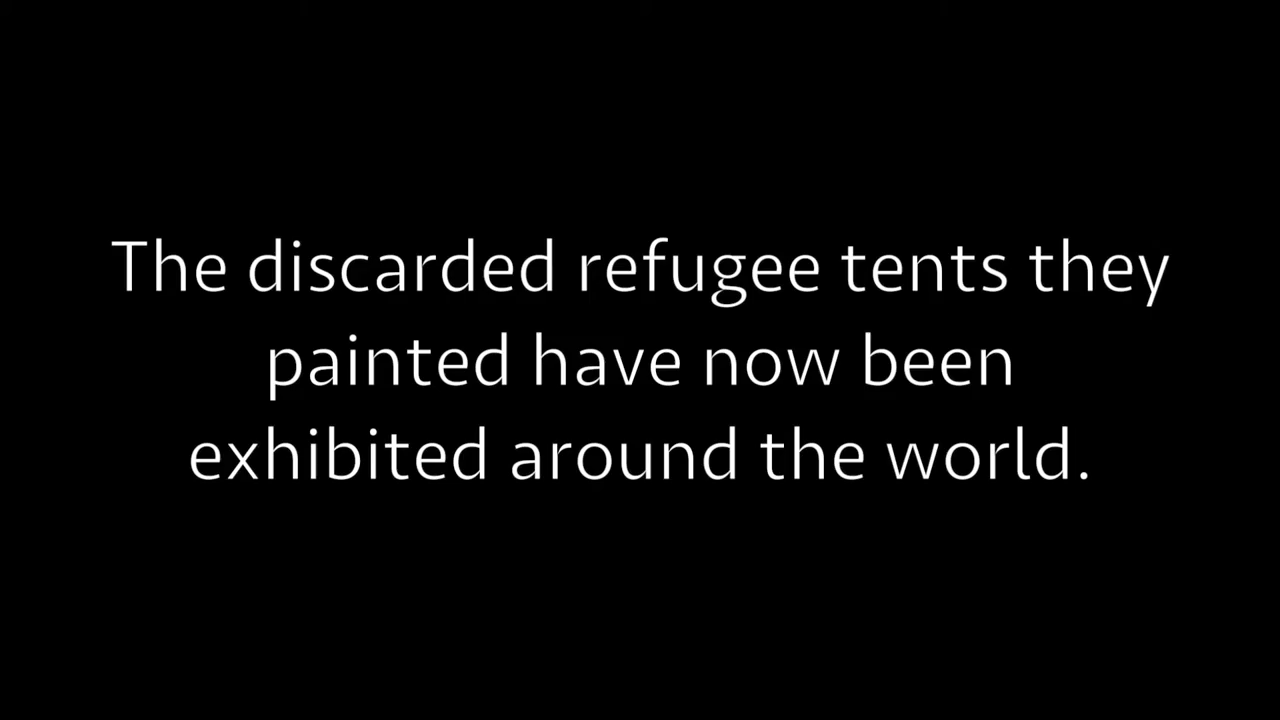 The discarded refugee tents they
painted have now been
exhibited around the world.